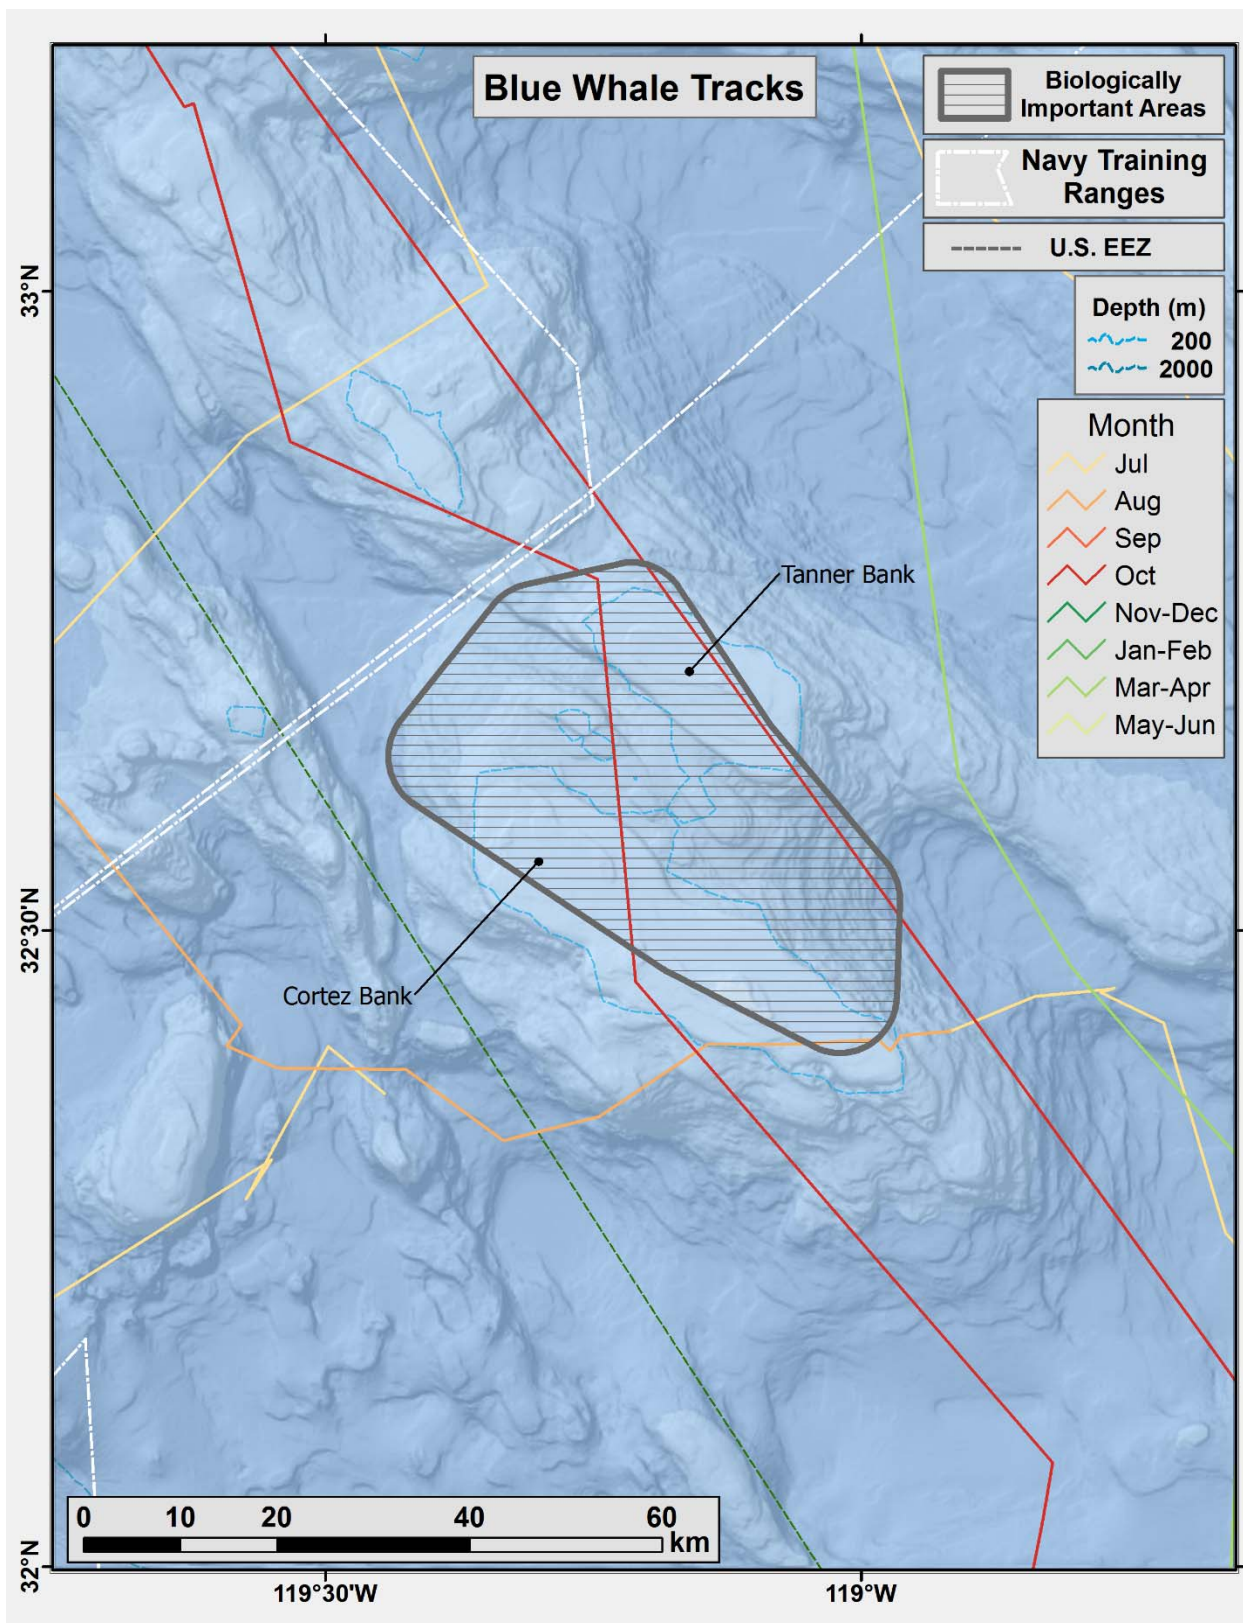 Blue Whale Tracks
Biologically
Important Areas
Navy Training
Ranges
U.S. EEZ
Depth (m)
200
2000
Month
Jul
Aug
Sep
Oct
Nov-Dec
Jan-Feb
Mar-Apr
May-Jun
33°N
Tanner Bank
32°30'N
Cortez Bank
0 10 20 40 60
km
32°N
119°30'W
119°W